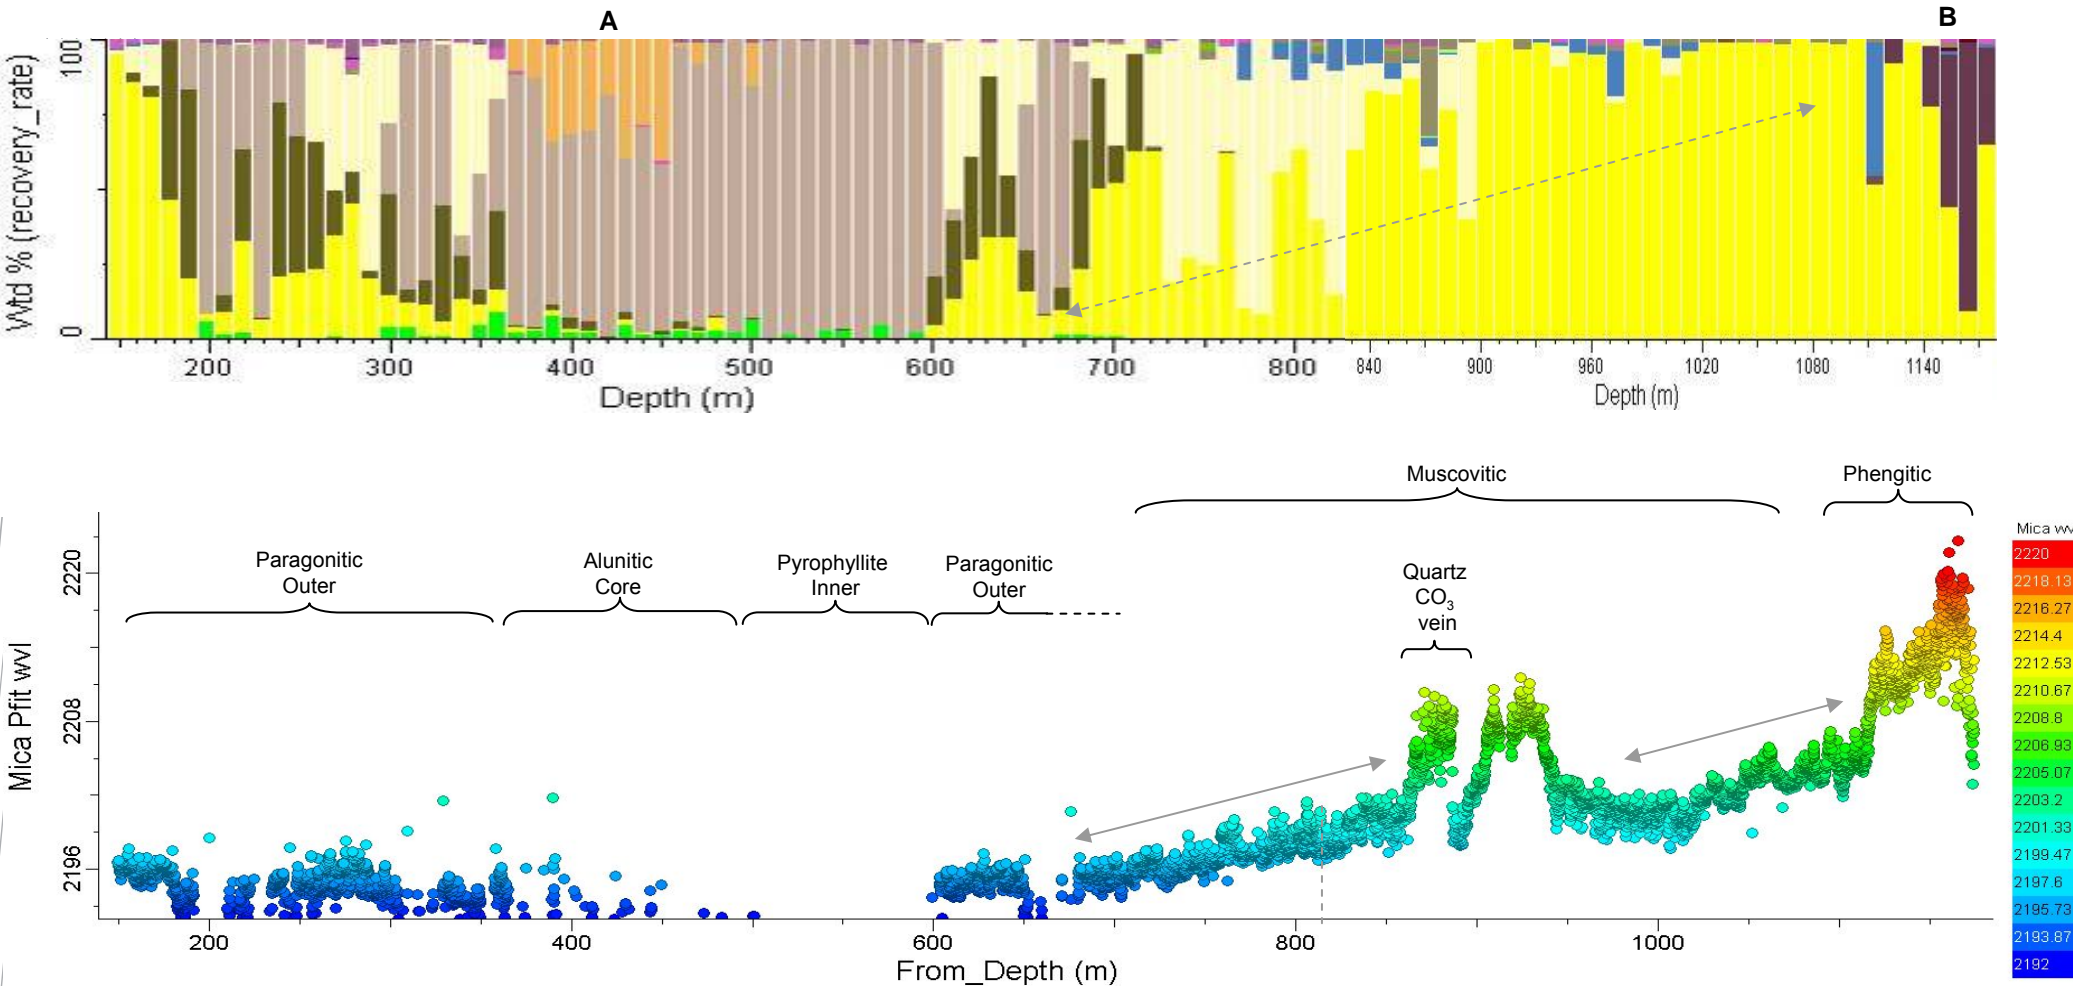 A
B
Wtd % (recovery_rate)
100
0
200 300 400 500 600 700 800 840 900 960 1020 1080 1140
Depth (m)
Depth (m)
Muscovitic
Phengitic
Paragonitic
Outer
Alunitic
Core
Pyrophyllite
Inner
Paragonitic
Outer
Quartz
CO3
vein
Mica Pfit wvl
2220
2208
2196
200 400 600 800 1000
From_Depth (m)
Mica wv
2220
2218.13
2216.27
2214.4
2212.53
2210.67
2208.8
2206.93
2205.07
2203.2
2201.33
2199.47
2197.6
2195.73
2193.87
2192